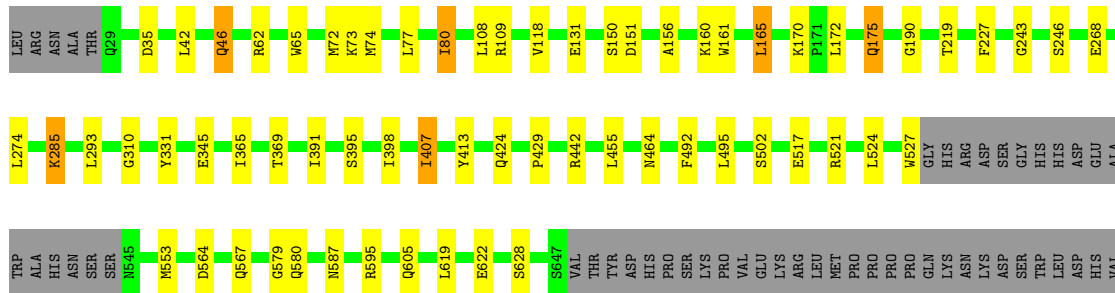 LEU ARG ASN ALA THR Q29 D35 L42 Q46 R62 W65 M72 K73 M74 L77 I80 L108 R109 V118 E131 S150 D151 A156 K160 W161 L165 K170 P171 L172 Q175 G190 T219 F227 G243 S246 E268
L274 K285 L293 G310 Y331 E345 I365 T369 I391 S395 I398 I407 Y413 Q424 P429 R442 L455 N464 F492 L495 S502 E517 R521 L524 W527 GLY HIS ARG ASP SER GLY HIS HIS ASP GLU ALA
TRP ALA HIS ASN SER SER N545 M553 D564 Q567 G579 Q580 N587 R595 Q605 L619 E622 S628 S647 VAL THR TYR ASP HIS PRO SER LYS PRO VAL GLU LYS ARG LEU MET PRO PRO PRO PRO GLN LYS ASN LYS ASP SER TRP LEU ASP HIS VAL